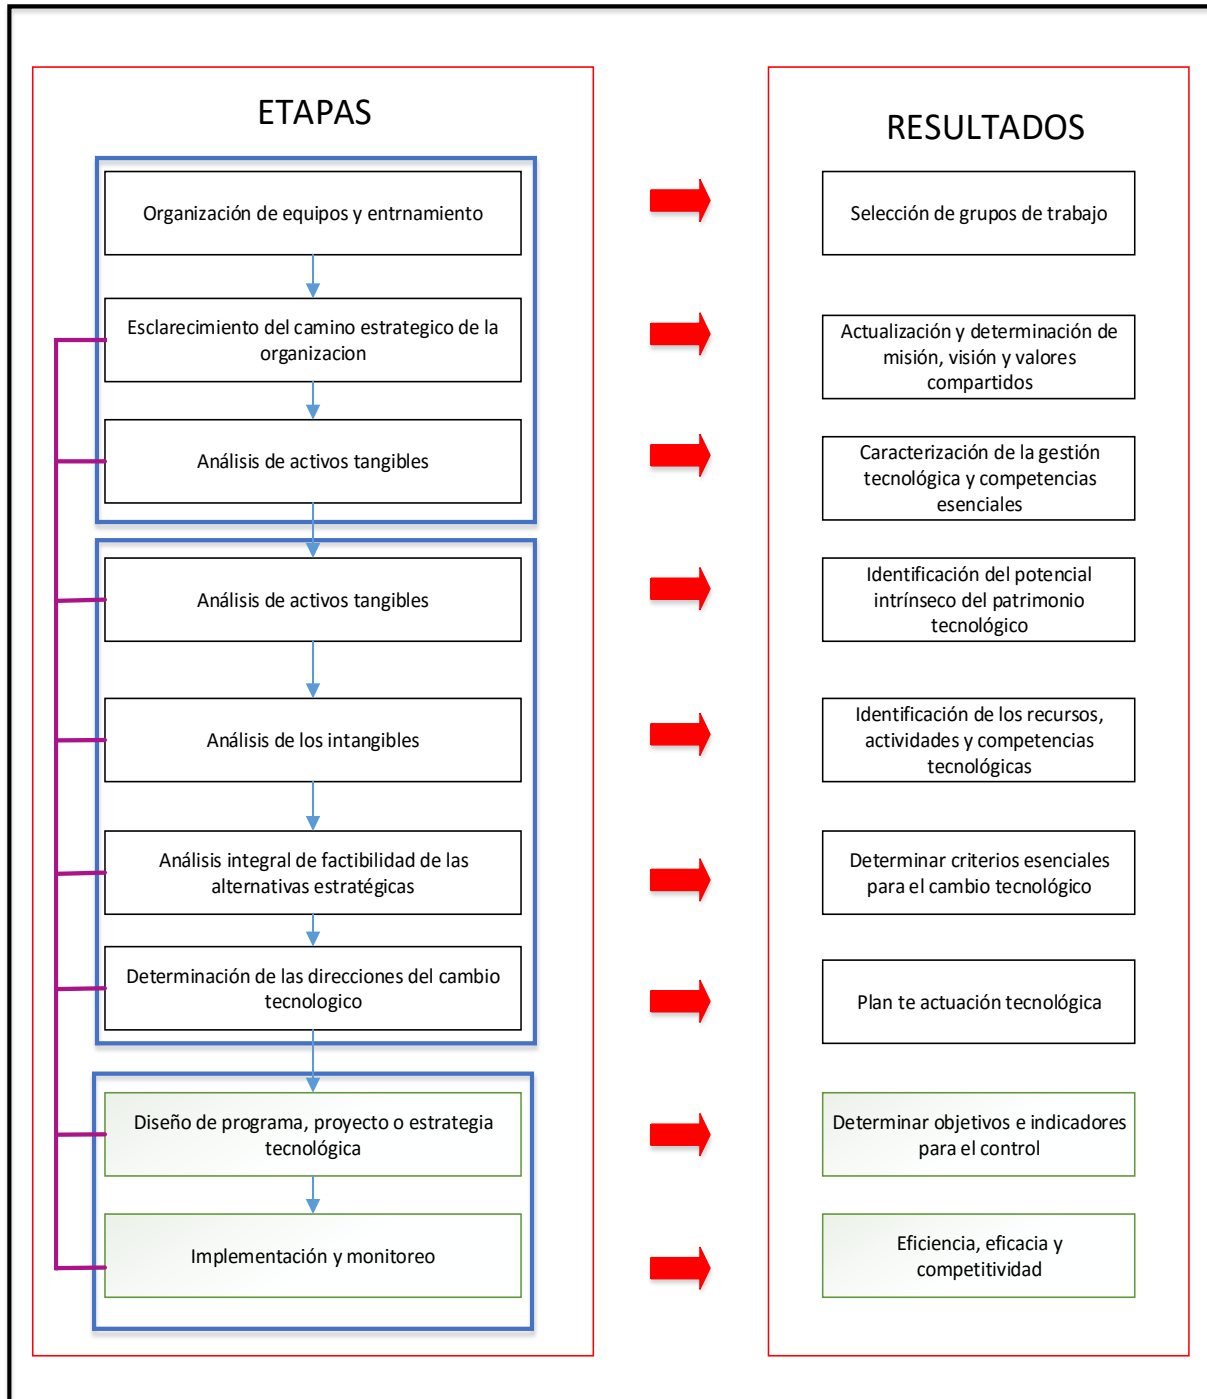 ETAPAS
Organización de equipos y entrnamiento
Esclarecimiento del camino estrategico de la
organizacion
Análisis de activos tangibles
Análisis de activos tangibles
Análisis de los intangibles
Análisis integral de factibilidad de las
alternativas estratégicas
Determinación de las direcciones del cambio
tecnologico
Diseño de programa, proyecto o estrategia
tecnológica
Implementación y monitoreo
RESULTADOS
Selección de grupos de trabajo
Actualización y determinación de
misión, visión y valores
compartidos
Caracterización de la gestión
tecnológica y competencias
esenciales
Identificación del potencial
intrínseco del patrimonio
tecnológico
Identificación de los recursos,
actividades y competencias
tecnológicas
Determinar criterios esenciales
para el cambio tecnológico
Plan te actuación tecnológica
Determinar objetivos e indicadores
para el control
Eficiencia, eficacia y
competitividad